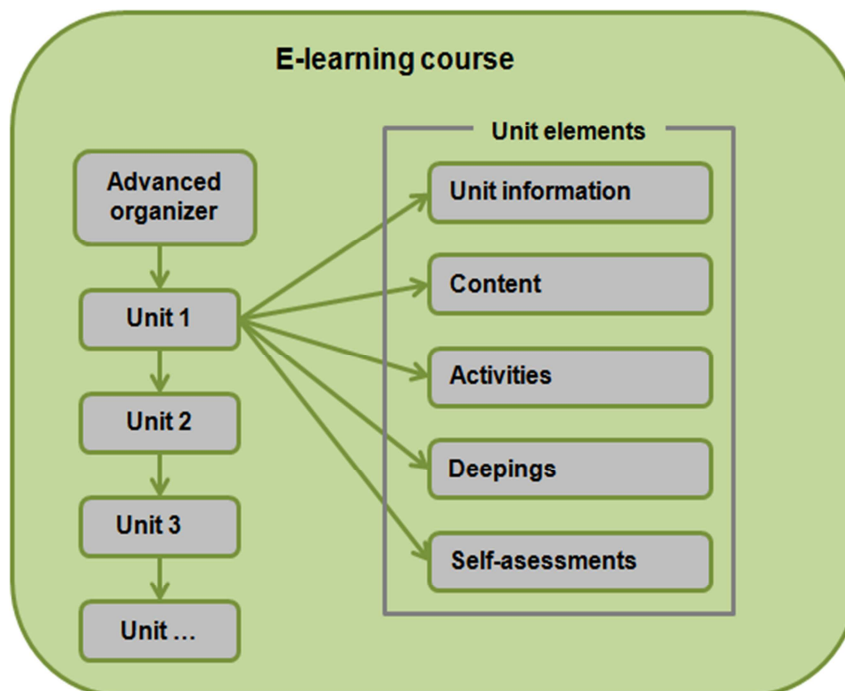 E-learning course
Advanced
organizer
Unit 1
Unit 2
Unit 3
Unit ...
Unit elements
Unit information
Content
Activities
Deepings
Self-asessments